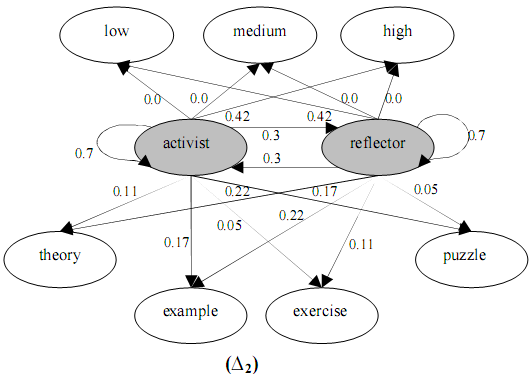 low medium high
0.0 0.0 0.0 0.0
0.42 0.42
0.3
activist reflector
0.7 0.7
0.3
0.11 0.22 0.17 0.05
0.05 0.22
0.17 0.11
theory puzzle
example exercise
(Δ₂)